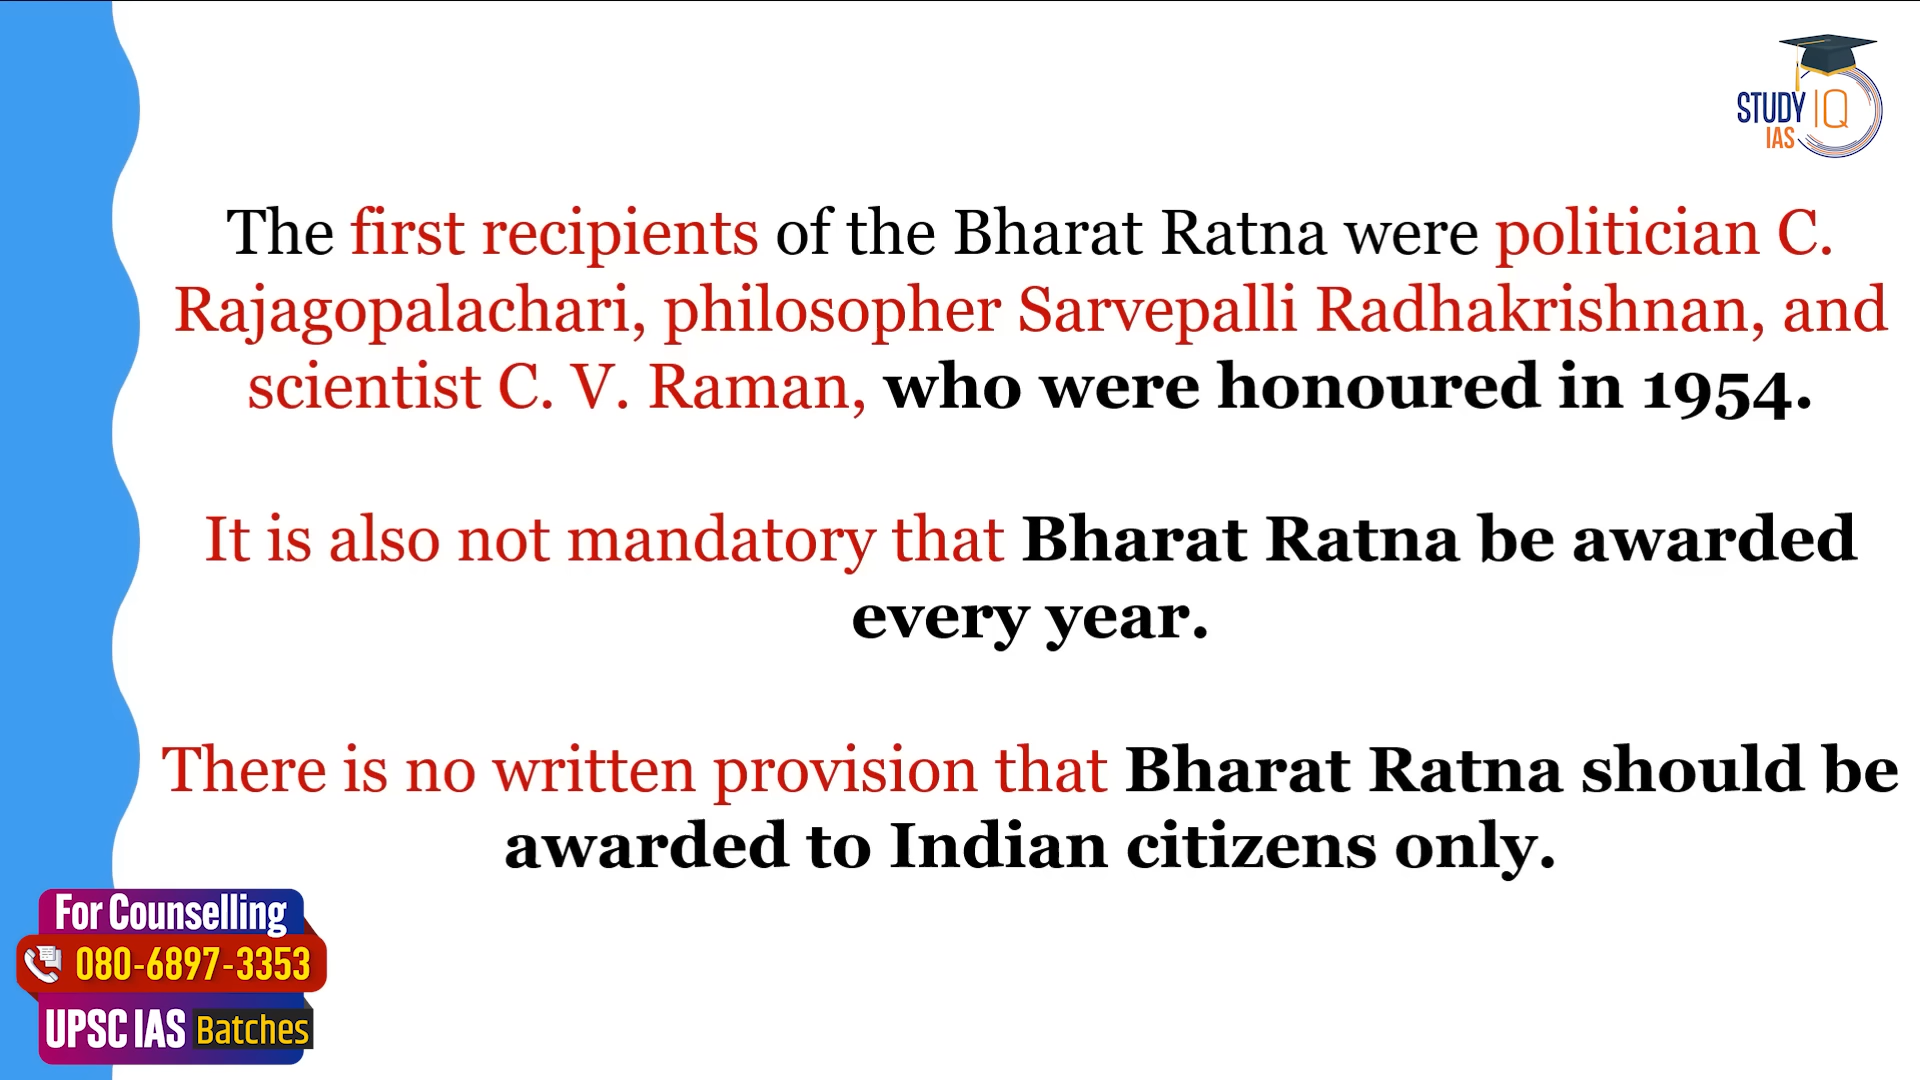 STUDY IQ
IAS
The first recipients of the Bharat Ratna were politician C.
Rajagopalachari, philosopher Sarvepalli Radhakrishnan, and
scientist C. V. Raman, who were honoured in 1954.
It is also not mandatory that Bharat Ratna be awarded
every year.
There is no written provision that Bharat Ratna should be
awarded to Indian citizens only.
For Counselling
080-6897-3353
UPSC IAS Batches